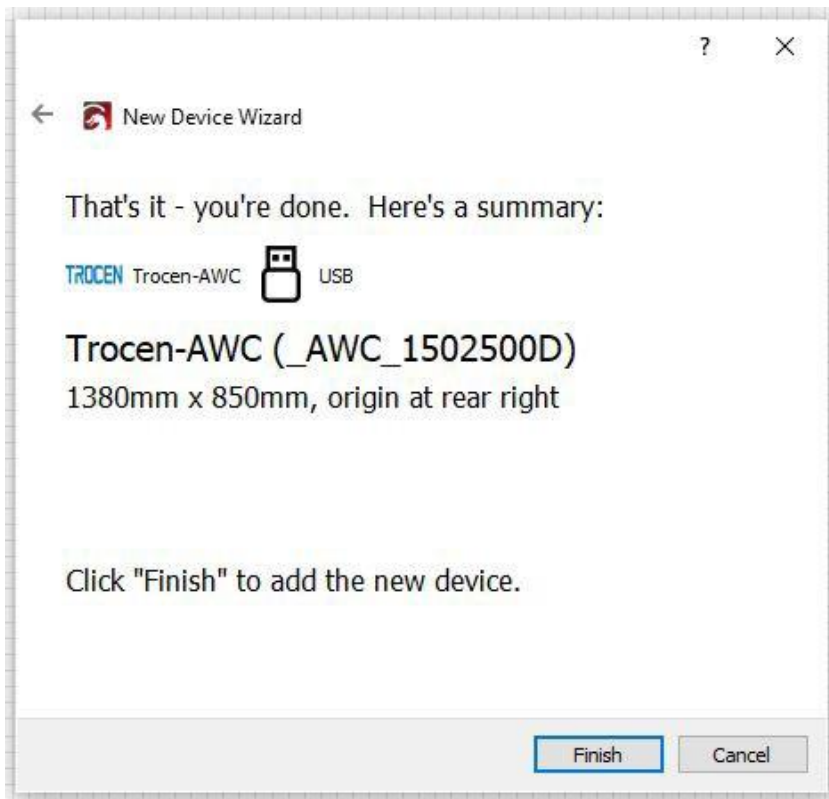 ?
New Device Wizard
That's it - you're done. Here's a summary:
TROCEN Trocen-AWC USB
Trocen-AWC (_AWC_1502500D)
1380mm x 850mm, origin at rear right
Click "Finish" to add the new device.
Finish Cancel